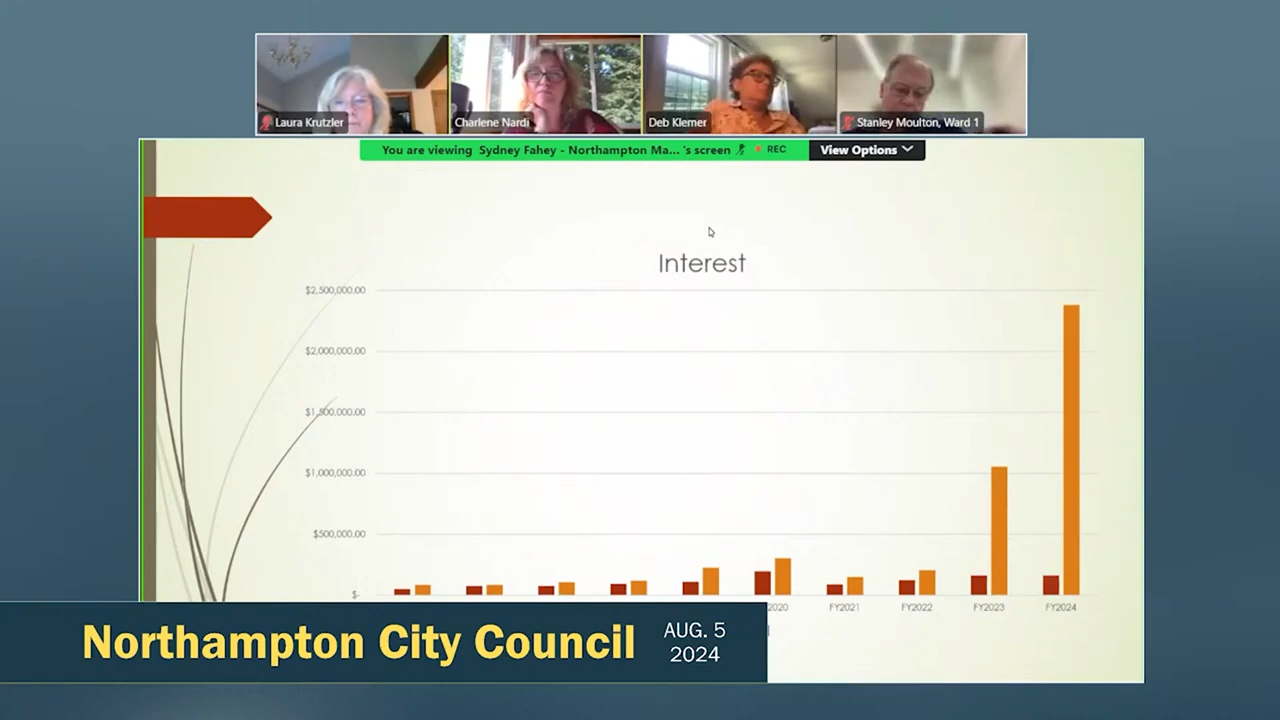 Laura Krutzler
Charlene Nardi
Deb Klemer
Stanley Moulton, Ward 1
You are viewing Sydney Fahey - Northampton Ma... 's screen
REC
View Options
Interest
$2,500,000.00
$2,000,000.00
$1,500,000.00
$1,000,000.00
$500,000.00
$-
2020 FY2021 FY2022 FY2023 FY2024
Northampton City Council
AUG. 5
2024